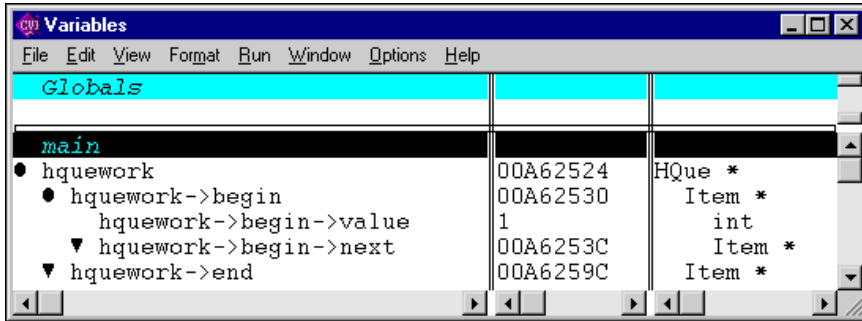 CVI Variables
File Edit View Format Run Window Options Help
Globals
main
hquework 00A62524 HQue *
hquework->begin 00A62530 Item *
hquework->begin->value 1 int
hquework->begin->next 00A6253C Item *
hquework->end 00A6259C Item *